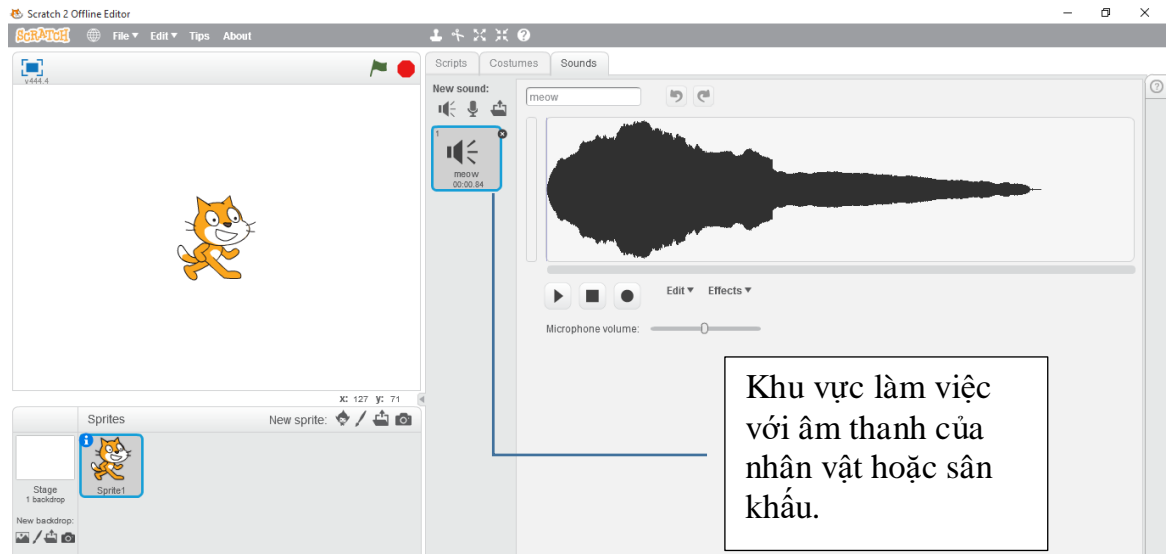 Scratch 2 Offline Editor
SCRATCH File Edit Tips About
v444.4
Scripts Costumes Sounds
New sound:
meow
1
meow
00:00.84
Edit Effects
Microphone volume:
Khu vực làm việc
với âm thanh của
nhân vật hoặc sân
khấu.
x: 127 y: 71
Sprites New sprite:
Stage
1 backdrop
Sprite1
New backdrop: